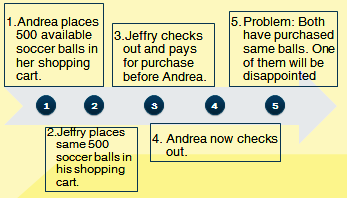 1.Andrea places
500 available
soccer balls in
her shopping
cart.
3.Jeffry checks
out and pays
for purchase
before Andrea.
5. Problem: Both
have purchased
same balls. One
of them will be
disappointed
1
2
3
4
5
2.Jeffry places
same 500
soccer balls in
his shopping
cart.
4. Andrea now checks
out.